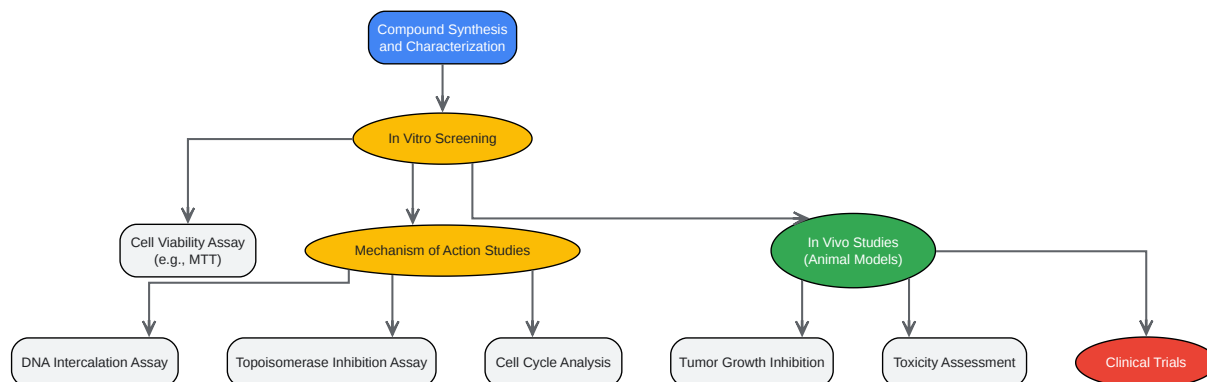 Compound Synthesis
and Characterization
In Vitro Screening
Cell Viability Assay
(e.g., MTT)
Mechanism of Action Studies
In Vivo Studies
(Animal Models)
DNA Intercalation Assay
Topoisomerase Inhibition Assay
Cell Cycle Analysis
Tumor Growth Inhibition
Toxicity Assessment
Clinical Trials